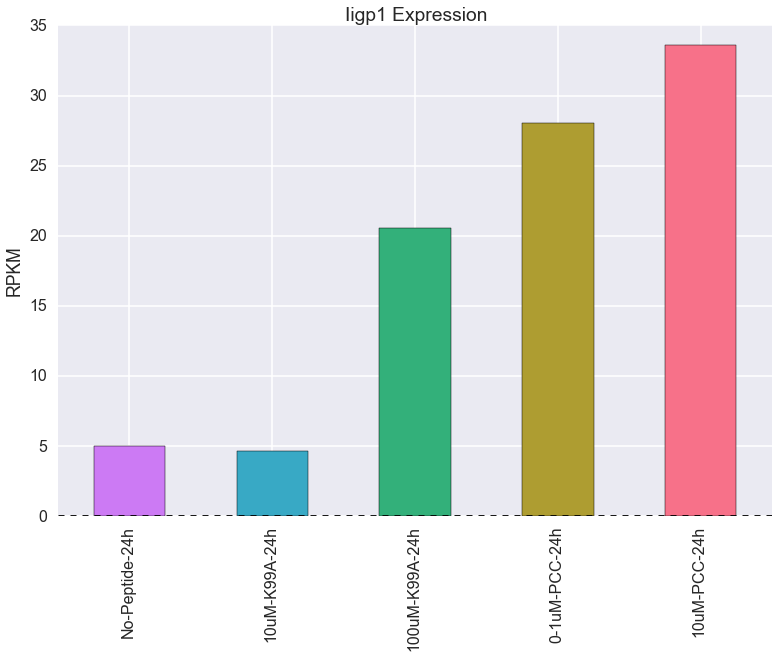 Iigp1 Expression
35
30
25
20
15
10
5
0
RPKM
No-Peptide-24h
10uM-K99A-24h
100uM-K99A-24h
0-1uM-PCC-24h
10uM-PCC-24h